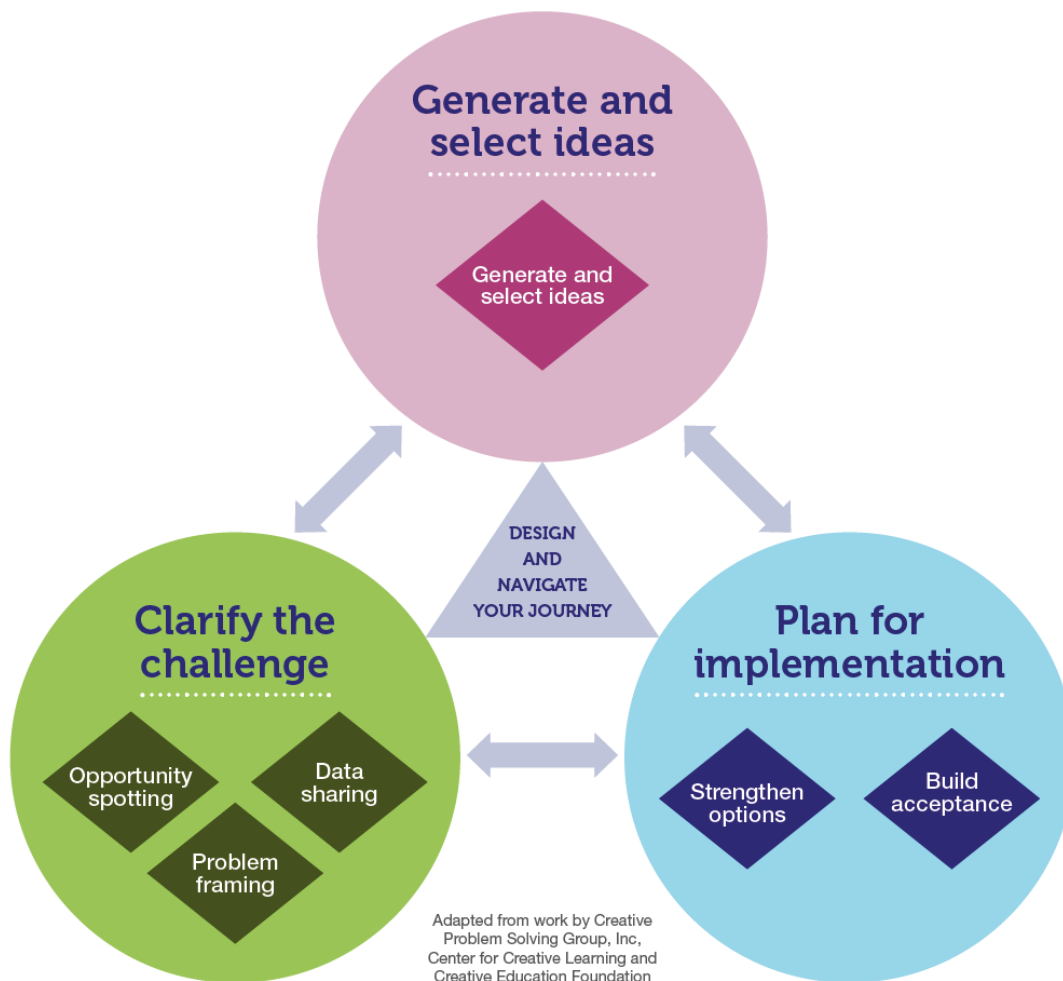 Generate and
select ideas
Generate and
select ideas
DESIGN
AND
NAVIGATE
YOUR JOURNEY
Clarify the
challenge
Opportunity
spotting
Data
sharing
Problem
framing
Plan for
implementation
Strengthen
options
Build
acceptance
Adapted from work by Creative
Problem Solving Group, Inc,
Center for Creative Learning and
Creative Education Foundation